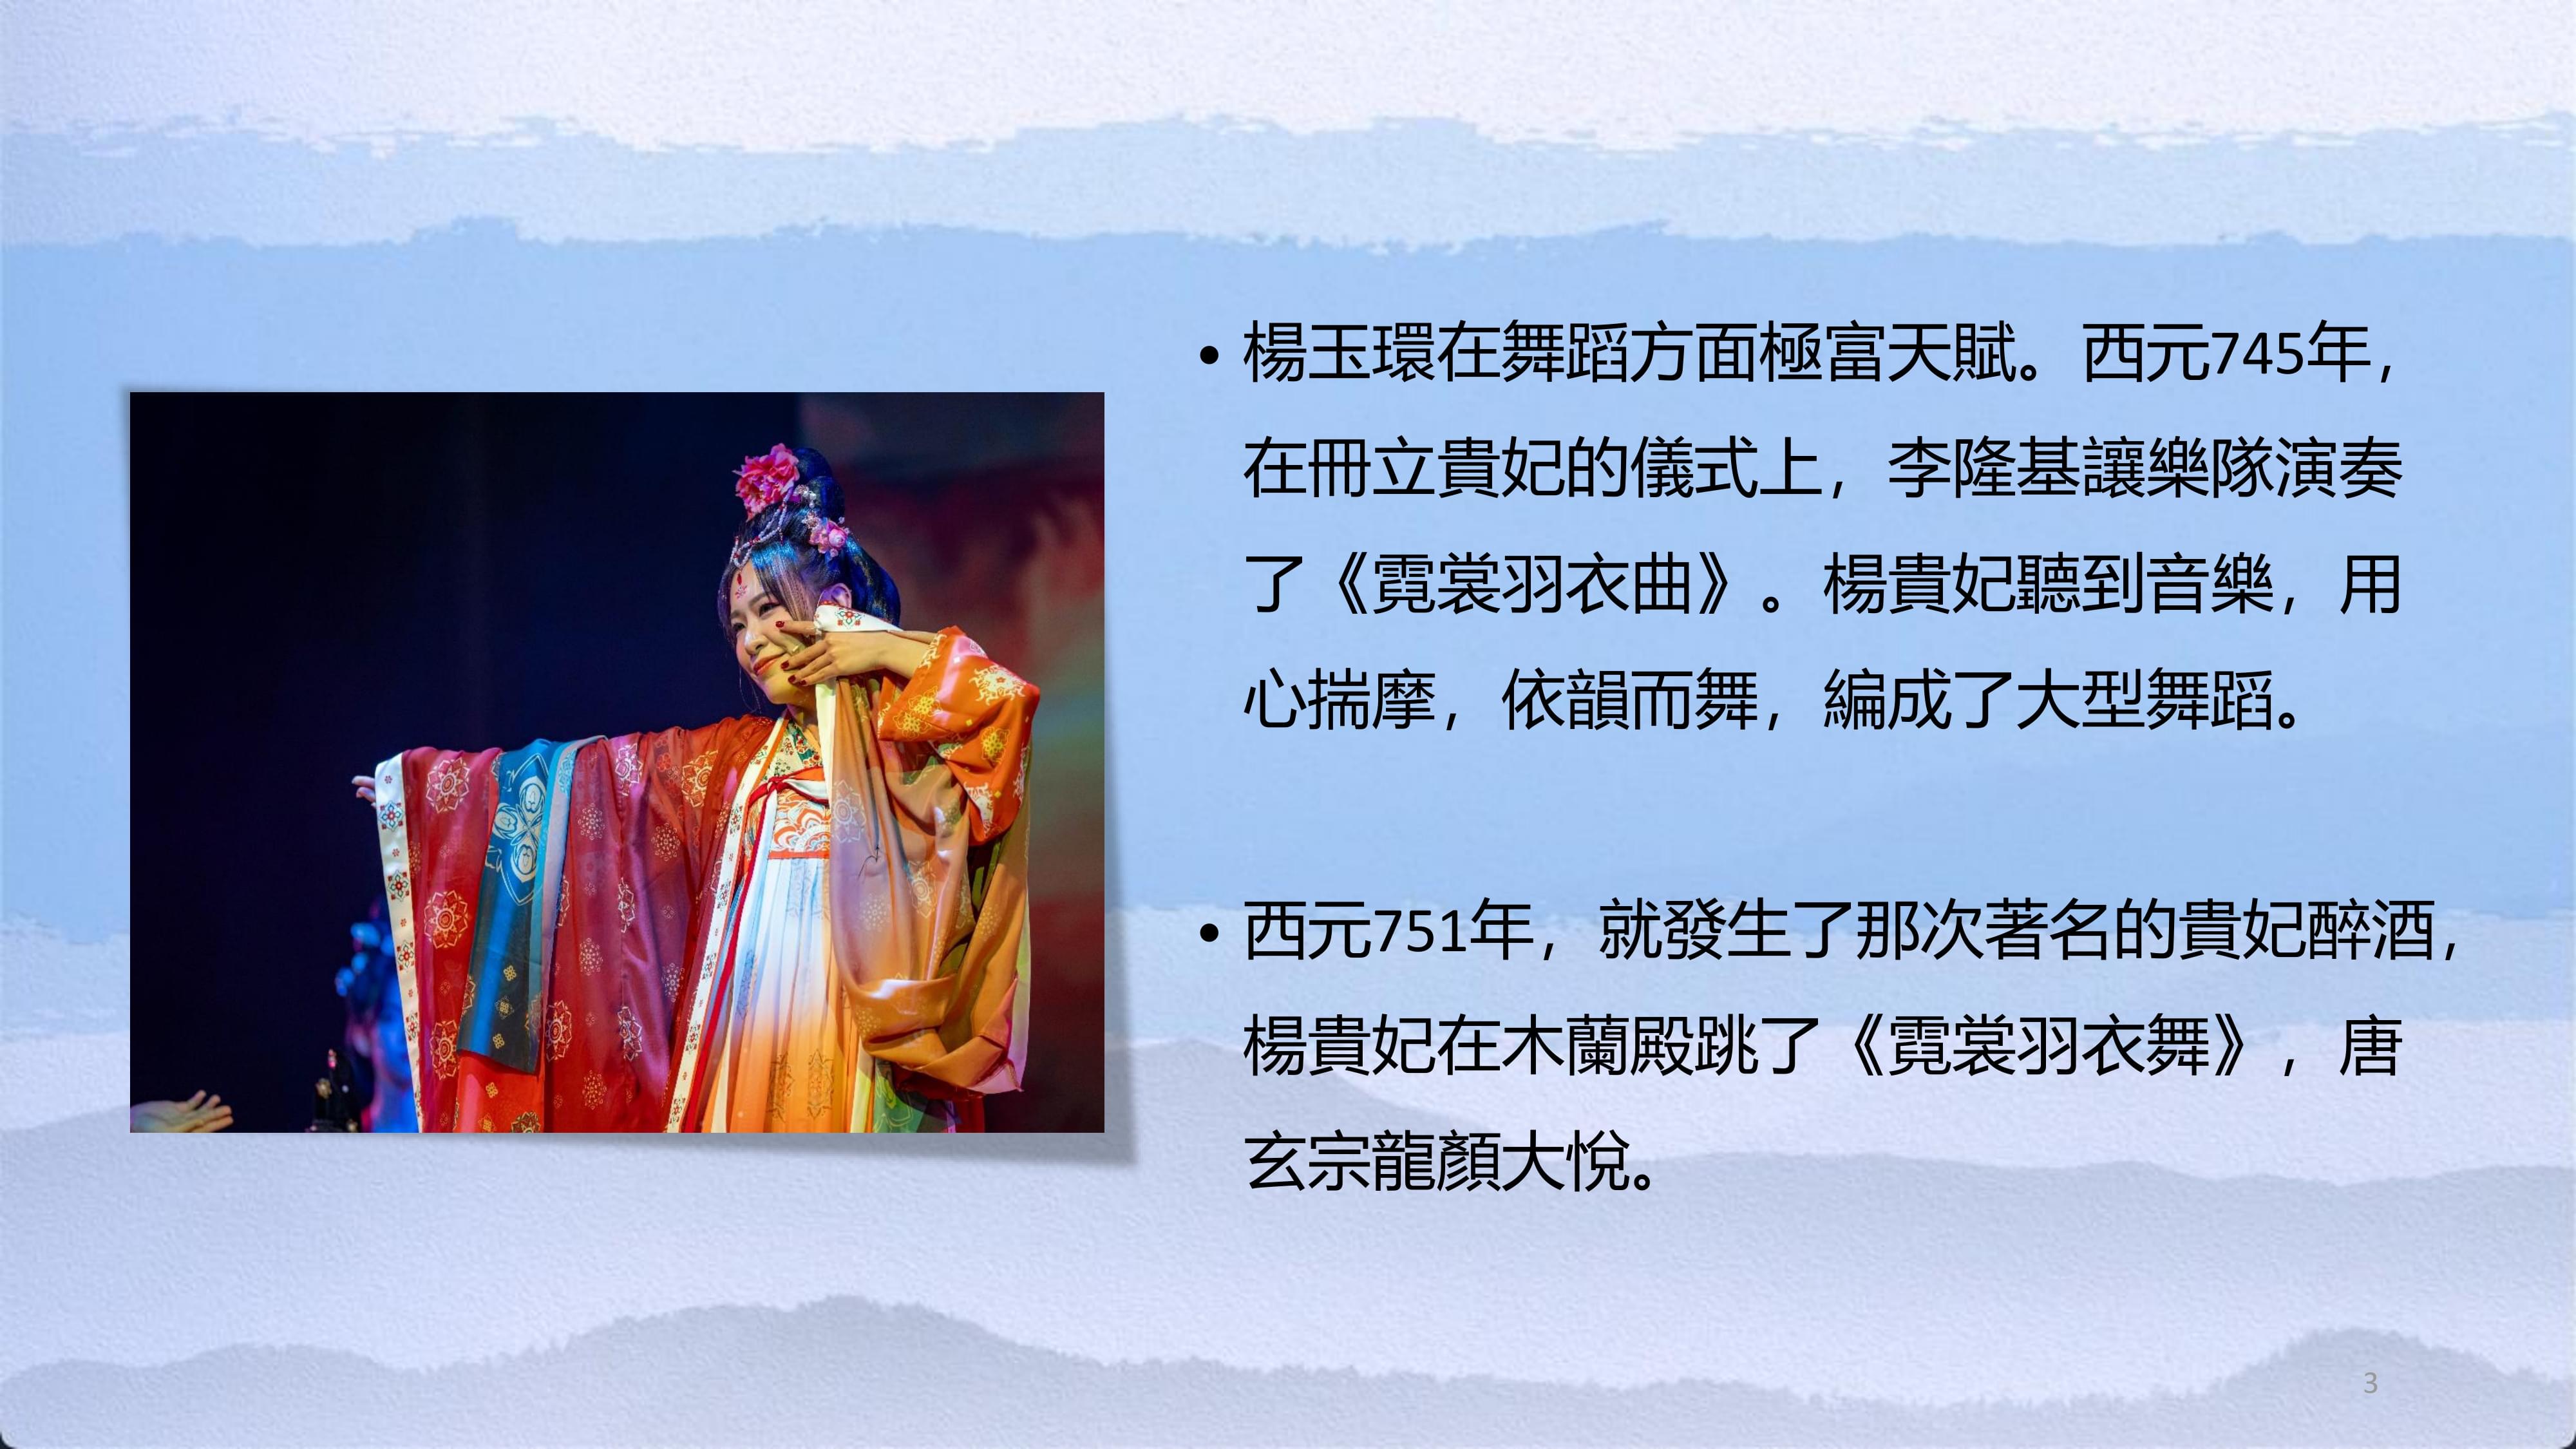 • 楊玉環在舞蹈方面極富天賦。西元745年，
在冊立貴妃的儀式上，李隆基讓樂隊演奏
了《霓裳羽衣曲》。楊貴妃聽到音樂，用
心揣摩，依韻而舞，編成了大型舞蹈。
• 西元751年，就發生了那次著名的貴妃醉酒，
楊貴妃在木蘭殿跳了《霓裳羽衣舞》，唐
玄宗龍顏大悅。
3